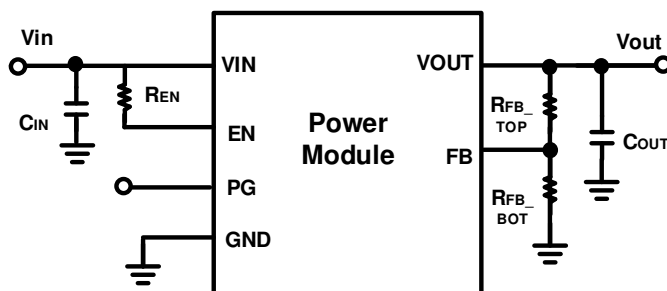 Vin
VIN
REN
CIN
EN
PG
GND
Power
Module
VOUT
FB
Vout
RFB_
TOP
COUT
RFB_
BOT